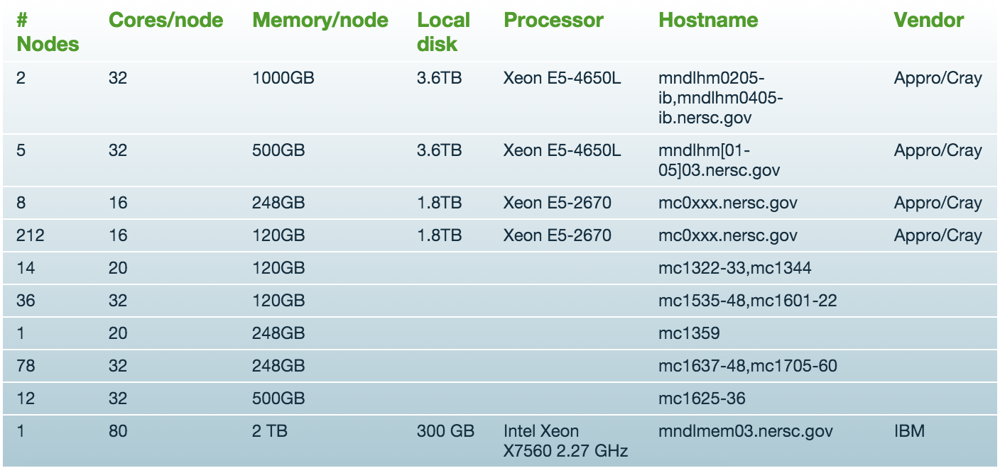 # Nodes Cores/node Memory/node Local disk Processor Hostname Vendor
2 32 1000GB 3.6TB Xeon E5-4650L mndlhm0205-ib,mndlhm0405-ib.nersc.gov Appro/Cray
5 32 500GB 3.6TB Xeon E5-4650L mndlhm[01-05]03.nersc.gov Appro/Cray
8 16 248GB 1.8TB Xeon E5-2670 mc0xxx.nersc.gov Appro/Cray
212 16 120GB 1.8TB Xeon E5-2670 mc0xxx.nersc.gov Appro/Cray
14 20 120GB mc1322-33,mc1344
36 32 120GB mc1535-48,mc1601-22
1 20 248GB mc1359
78 32 248GB mc1637-48,mc1705-60
12 32 500GB mc1625-36
1 80 2 TB 300 GB Intel Xeon X7560 2.27 GHz mndlmem03.nersc.gov IBM